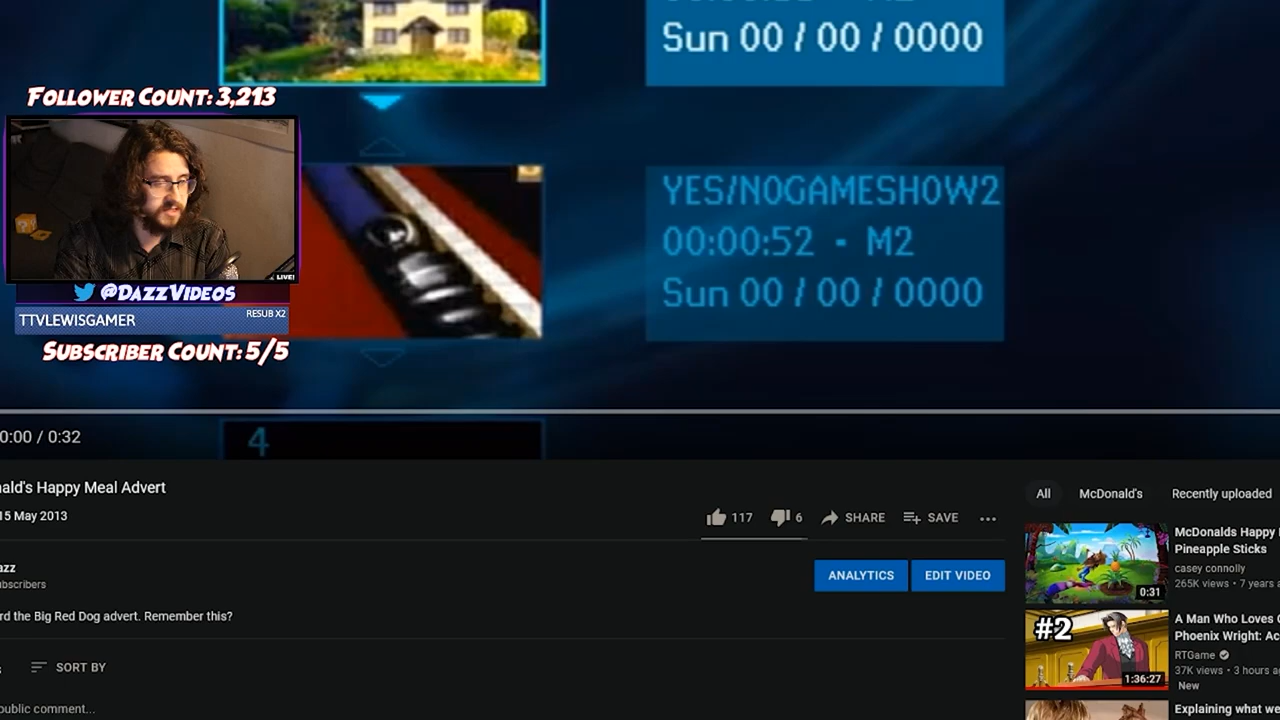 Sun 00 / 00 / 0000
FOLLOWER COUNT: 3,213
LIVE!
@DAZZVIDEOS
TTVLEWISGAMER
RESUB X2
SUBSCRIBER COUNT: 5/5
YES/NOGAMESHOW2
00:00:52 - M2
Sun 00 / 00 / 0000
4
0:00 / 0:32
ald's Happy Meal Advert
15 May 2013
117
6
SHARE
SAVE
azz
bscribers
ANALYTICS
EDIT VIDEO
rd the Big Red Dog advert. Remember this?
SORT BY
public comment...
All
McDonald's
Recently uploaded
McDonalds Happy
Pineapple Sticks
casey connolly
265K views • 7 years a
0:31
#2
A Man Who Loves
Phoenix Wright: Ac
RTGame
37K views • 3 hours a
New
1:36:27
Explaining what we